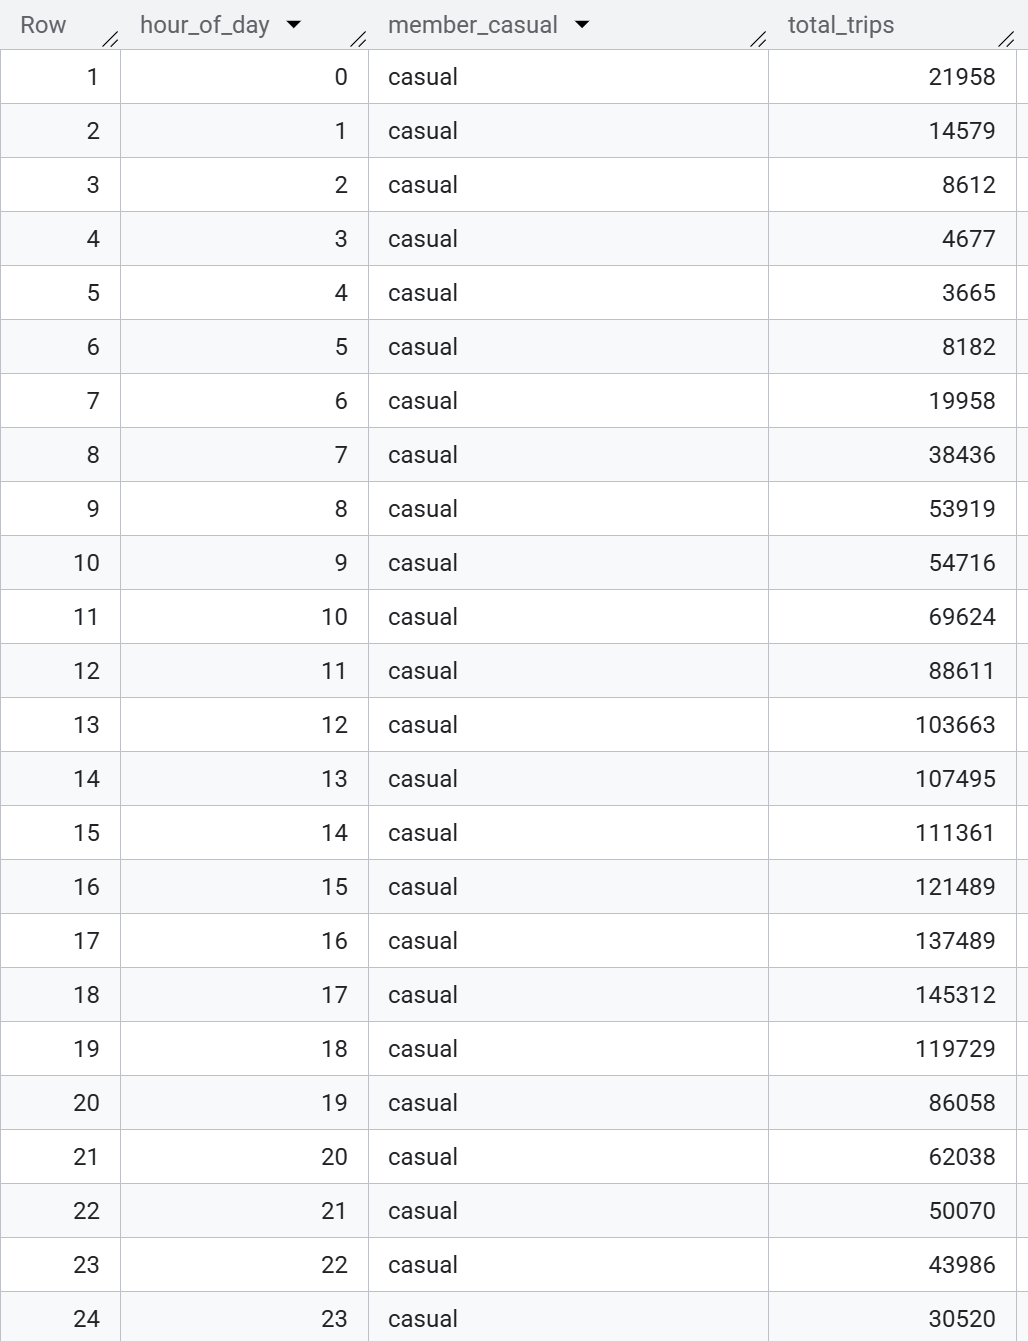 Row hour_of_day member_casual total_trips
1 0 casual 21958
2 1 casual 14579
3 2 casual 8612
4 3 casual 4677
5 4 casual 3665
6 5 casual 8182
7 6 casual 19958
8 7 casual 38436
9 8 casual 53919
10 9 casual 54716
11 10 casual 69624
12 11 casual 88611
13 12 casual 103663
14 13 casual 107495
15 14 casual 111361
16 15 casual 121489
17 16 casual 137489
18 17 casual 145312
19 18 casual 119729
20 19 casual 86058
21 20 casual 62038
22 21 casual 50070
23 22 casual 43986
24 23 casual 30520